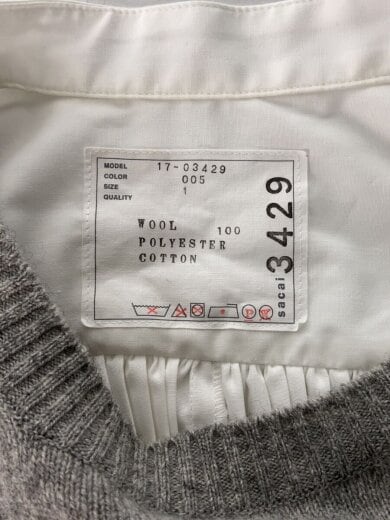 MODEL 17-03429
COLOR 005
SIZE 1
QUALITY
WOOL 100
POLYESTER
COTTON
sacai 3429